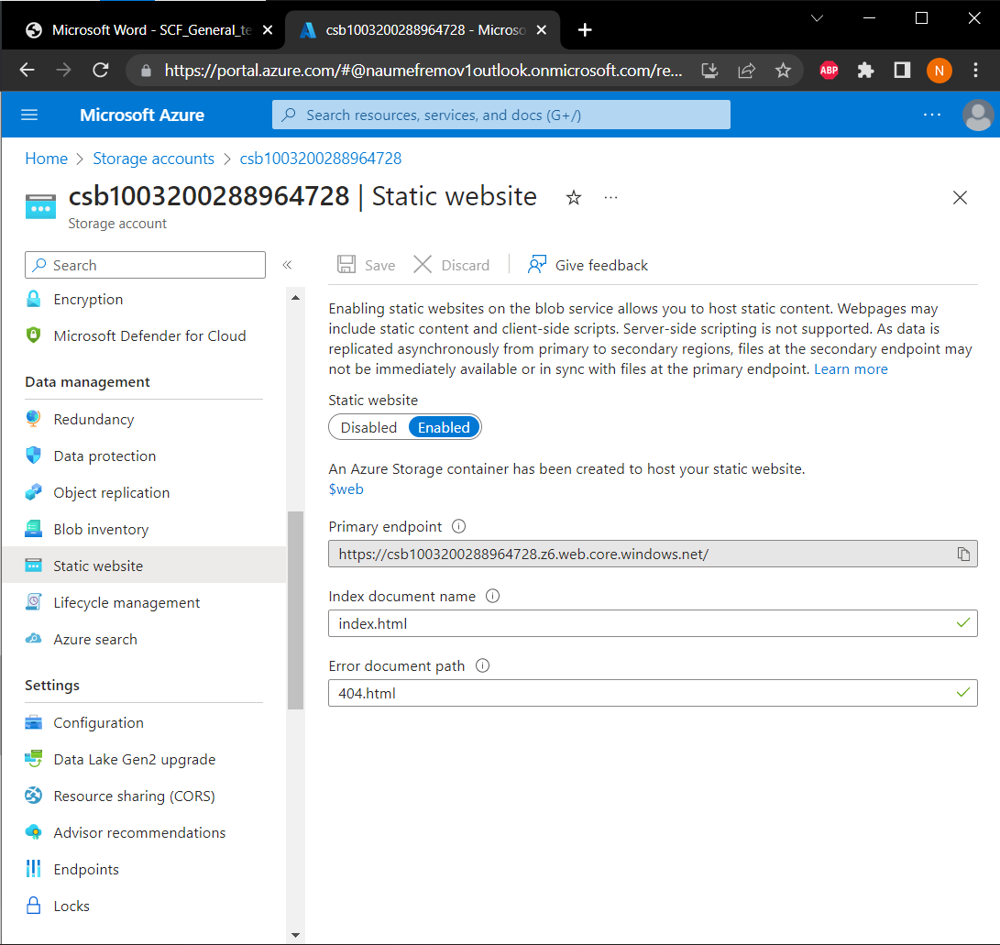 Microsoft Word - SCF_General_te
csb1003200288964728 - Microso
https://portal.azure.com/#@naumefremov1outlook.onmicrosoft.com/re...
ABP
N
Microsoft Azure
Search resources, services, and docs (G+/)
...
Home > Storage accounts > csb1003200288964728
csb1003200288964728 | Static website
...
Storage account
Search
«
Save
Discard
Give feedback
Encryption
Microsoft Defender for Cloud
Data management
Redundancy
Data protection
Object replication
Blob inventory
Static website
Lifecycle management
Azure search
Settings
Configuration
Data Lake Gen2 upgrade
Resource sharing (CORS)
Advisor recommendations
Endpoints
Locks
Enabling static websites on the blob service allows you to host static content. Webpages may
include static content and client-side scripts. Server-side scripting is not supported. As data is
replicated asynchronously from primary to secondary regions, files at the secondary endpoint may
not be immediately available or in sync with files at the primary endpoint. Learn more
Static website
Disabled Enabled
An Azure Storage container has been created to host your static website.
$web
Primary endpoint
https://csb1003200288964728.z6.web.core.windows.net/
Index document name
index.html
Error document path
404.html